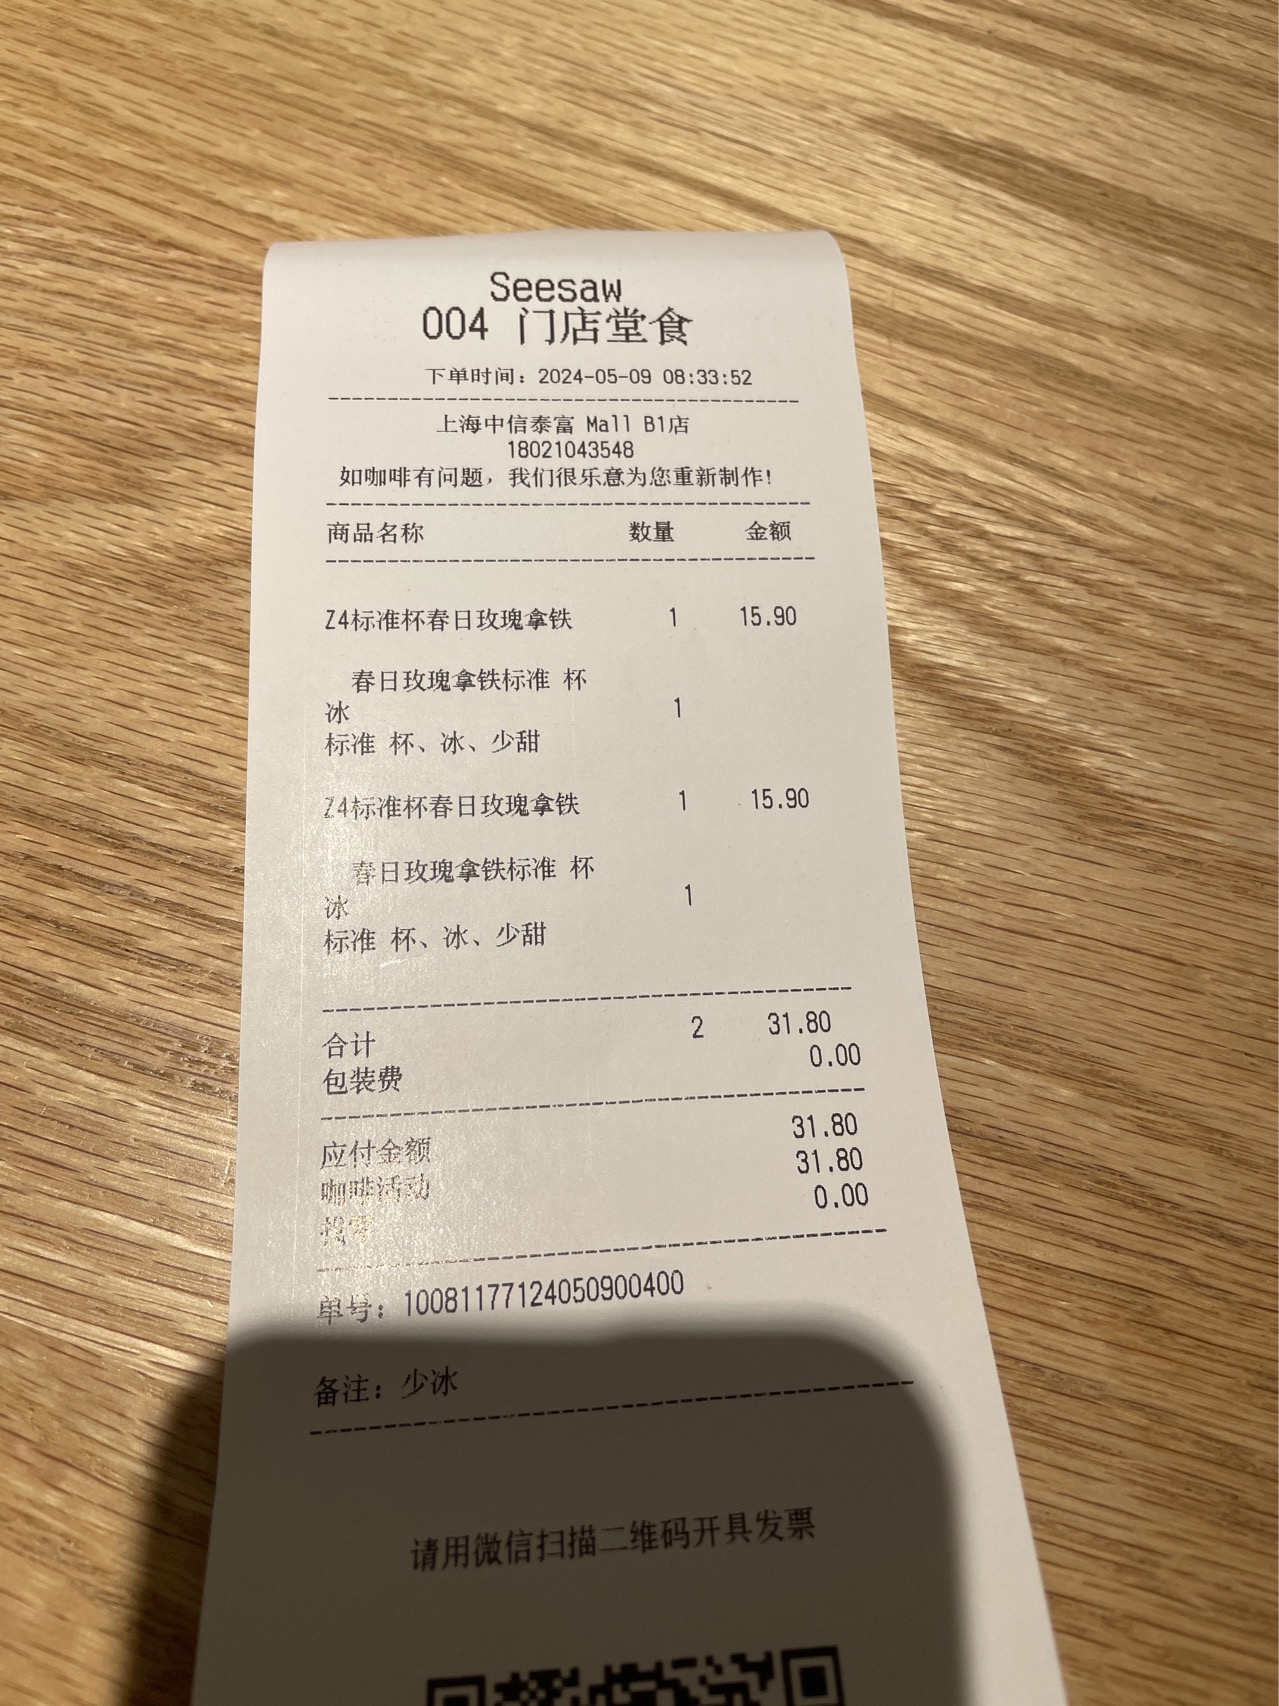 Seesaw
004 门店堂食
下单时间：2024-05-09 08:33:52
上海中信泰富 Mall B1店
18021043548
如咖啡有问题，我们很乐意为您重新制作！
商品名称 数量 金额
Z4标准杯春日玫瑰拿铁 1 15.90
春日玫瑰拿铁标准 杯
冰 1
标准 杯、冰、少甜
Z4标准杯春日玫瑰拿铁 1 15.90
春日玫瑰拿铁标准 杯
冰 1
标准 杯、冰、少甜
合计 2 31.80
包装费 0.00
应付金额 31.80
咖啡活动 31.80
找零 0.00
单号：10081177124050900400
备注：少冰
请用微信扫描二维码开具发票